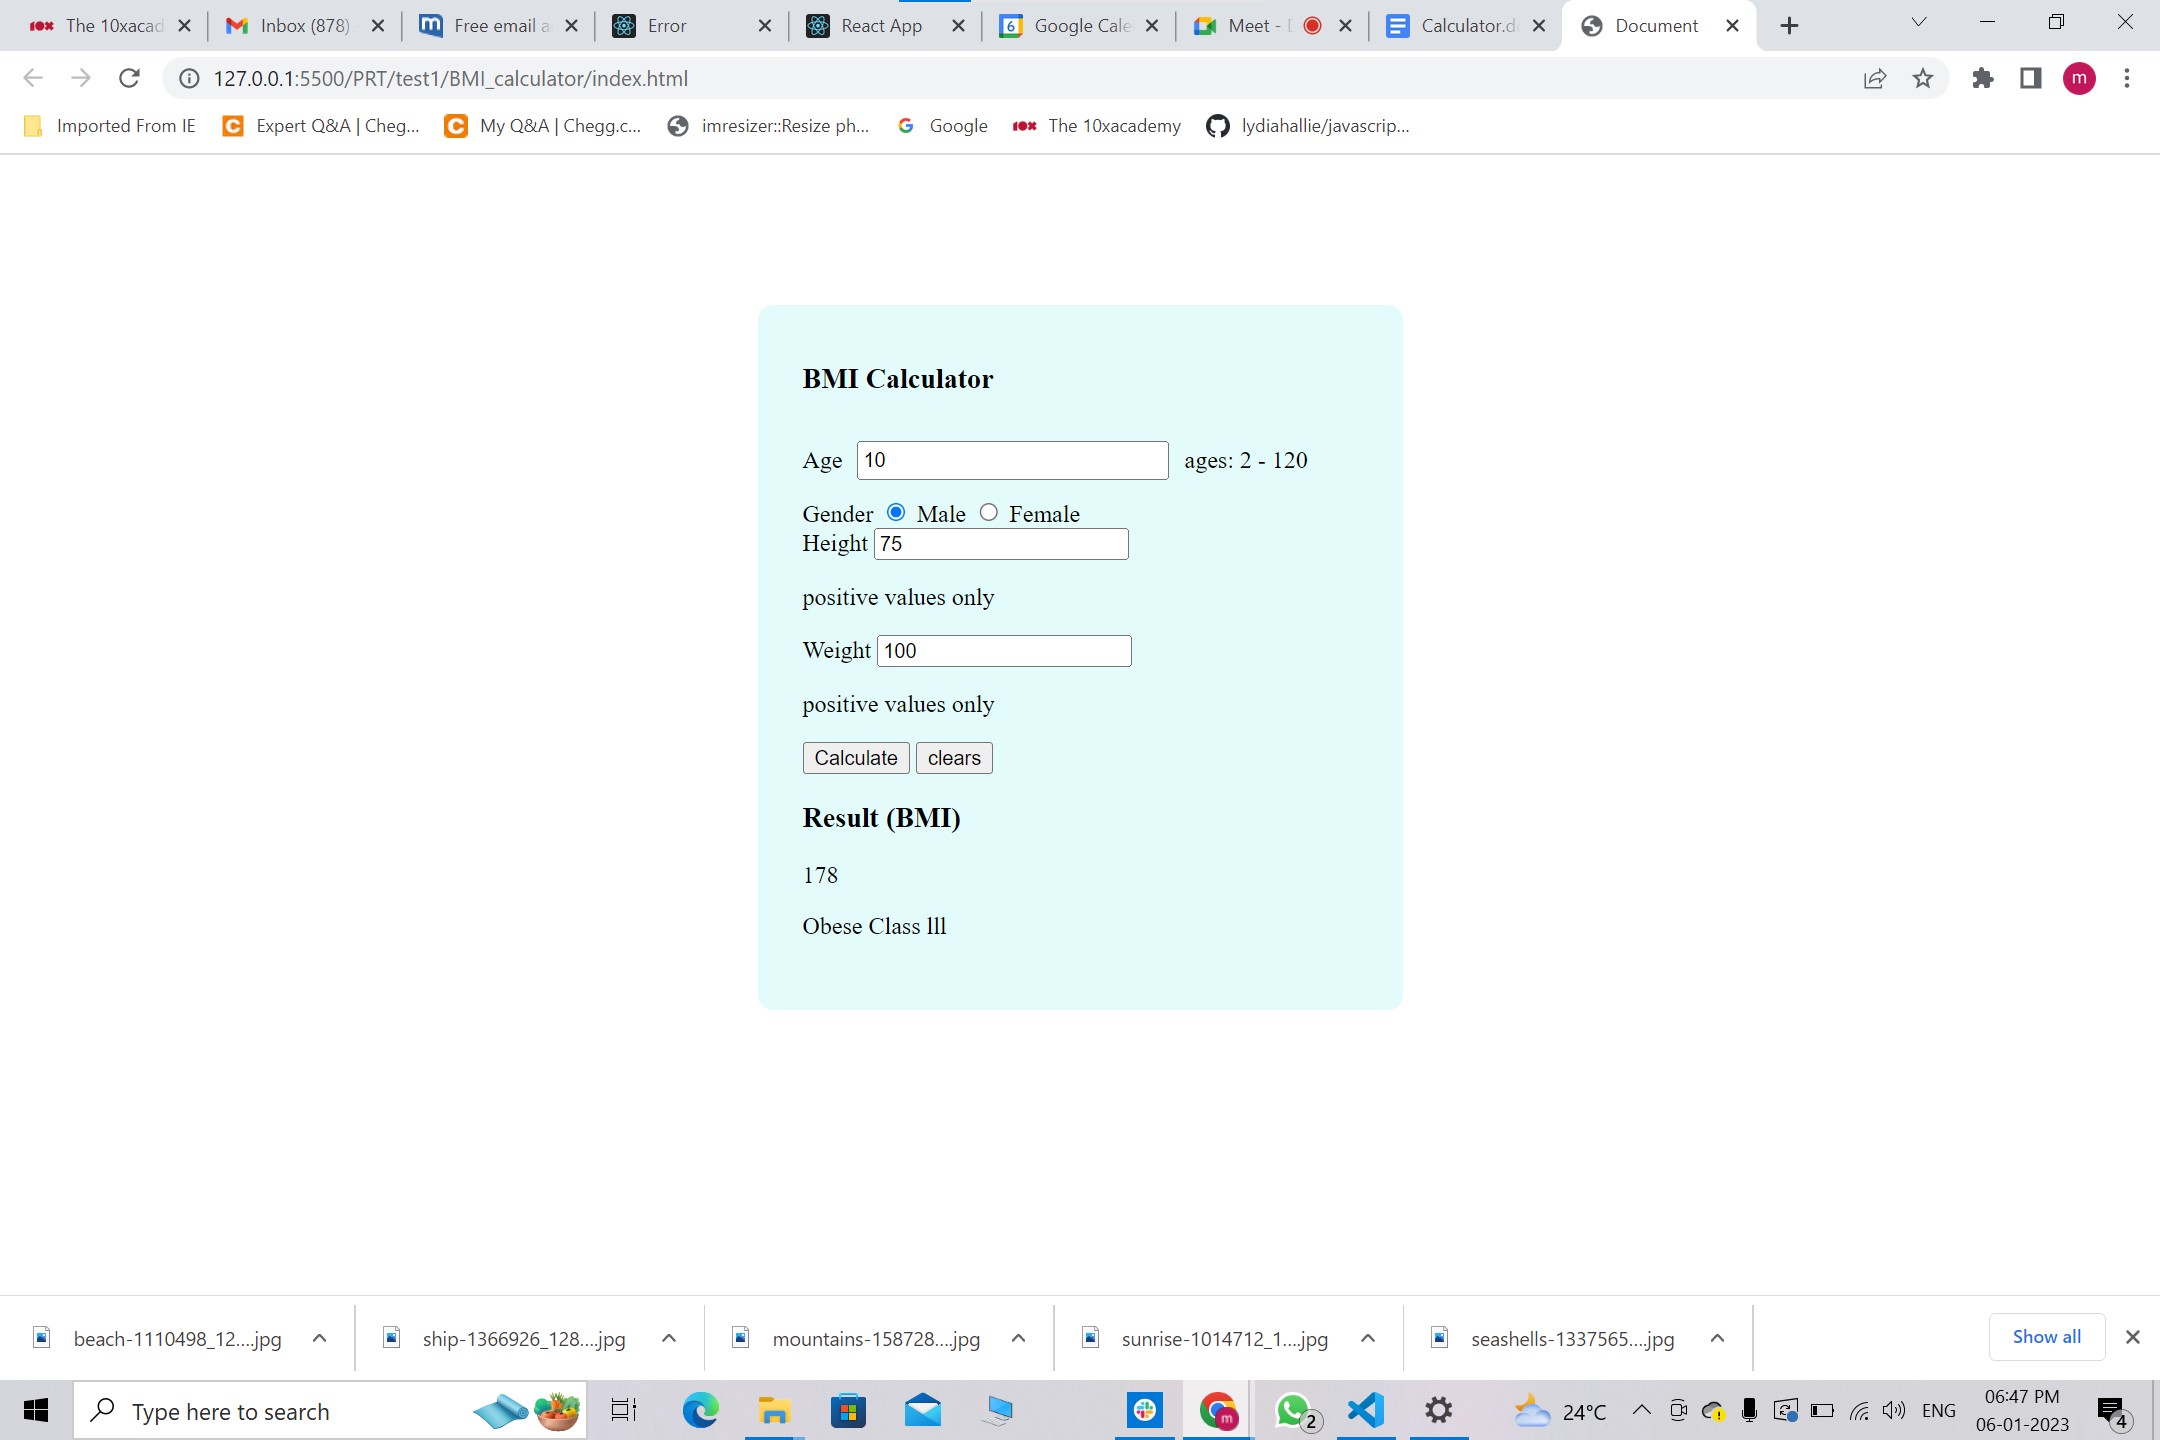 The 10xacad
Inbox (878)
Free email a
Error
React App
6 Google Cale
Meet -
Calculator.d
Document
127.0.0.1:5500/PRT/test1/BMI_calculator/index.html
m
Imported From IE
Expert Q&A | Cheg...
My Q&A | Chegg.c...
imresizer::Resize ph...
Google
The 10xacademy
lydiahallie/javascrip...
BMI Calculator
Age 10 ages: 2 - 120
Gender Male Female
Height 75
positive values only
Weight 100
positive values only
Calculate clears
Result (BMI)
178
Obese Class lll
beach-1110498_12....jpg
ship-1366926_128....jpg
mountains-158728....jpg
sunrise-1014712_1....jpg
seashells-1337565....jpg
Show all
Type here to search
m
2
24°C
ENG
06:47 PM
06-01-2023
4